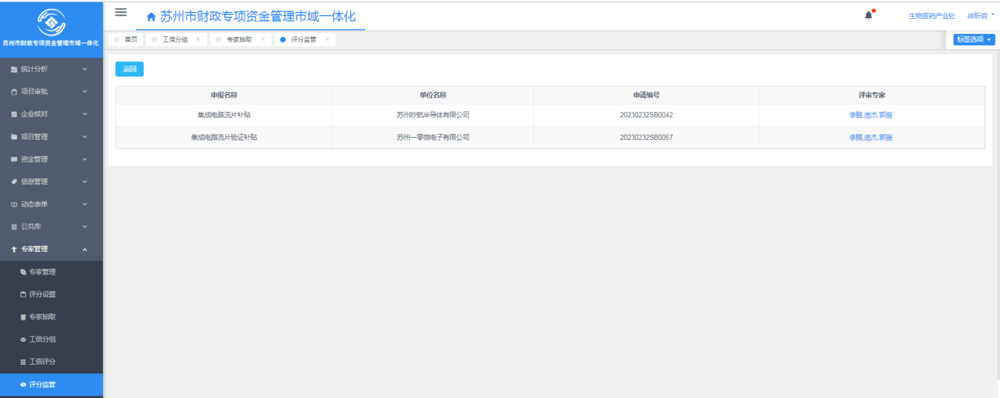 苏州市财政专项资金管理市域一体化
苏州市财政专项资金管理市域一体化
生物医药产业处 徐昕玥
首页 工信分组 × 专家抽取 × 评分监管 ×
标签选项
统计分析
项目审批
企业核对
项目管理
资金管理
信息管理
动态表单
公共库
专家管理
专家管理
评分设置
专家抽取
工信分组
工信评分
评分监管
返回
申报名称 单位名称 申请编号 评审专家
集成电路流片补贴 苏州矽航半导体有限公司 20230232SB0042 李鹏,庞杰,郭振
集成电路流片验证补贴 苏州一零微电子有限公司 20230232SB0057 李鹏,庞杰,郭振